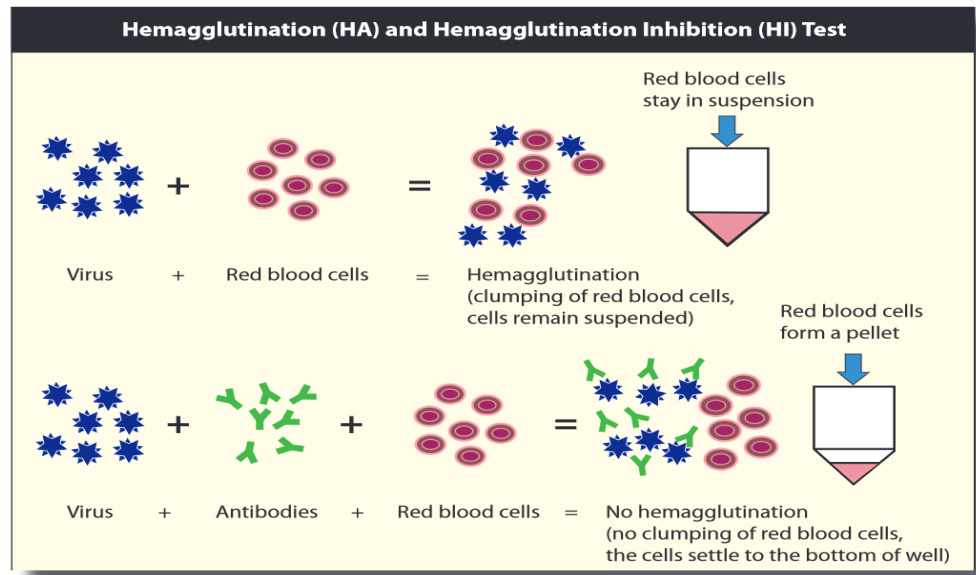 Hemagglutination (HA) and Hemagglutination Inhibition (HI) Test
Red blood cells
stay in suspension
+ =
Virus + Red blood cells = Hemagglutination
(clumping of red blood cells,
cells remain suspended)
Red blood cells
form a pellet
+ + =
Virus + Antibodies + Red blood cells = No hemagglutination
(no clumping of red blood cells,
the cells settle to the bottom of well)